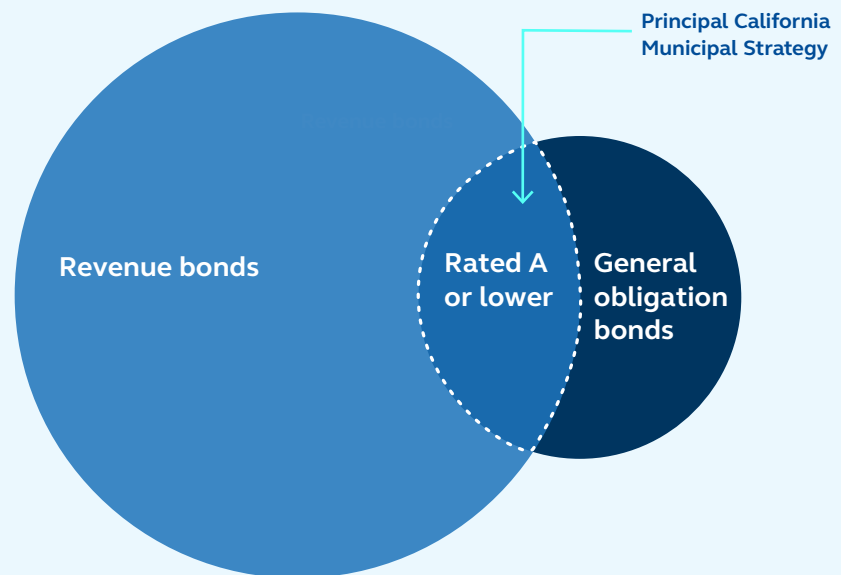 Principal California
Municipal Strategy
Revenue bonds
Rated A
or lower
General
obligation
bonds